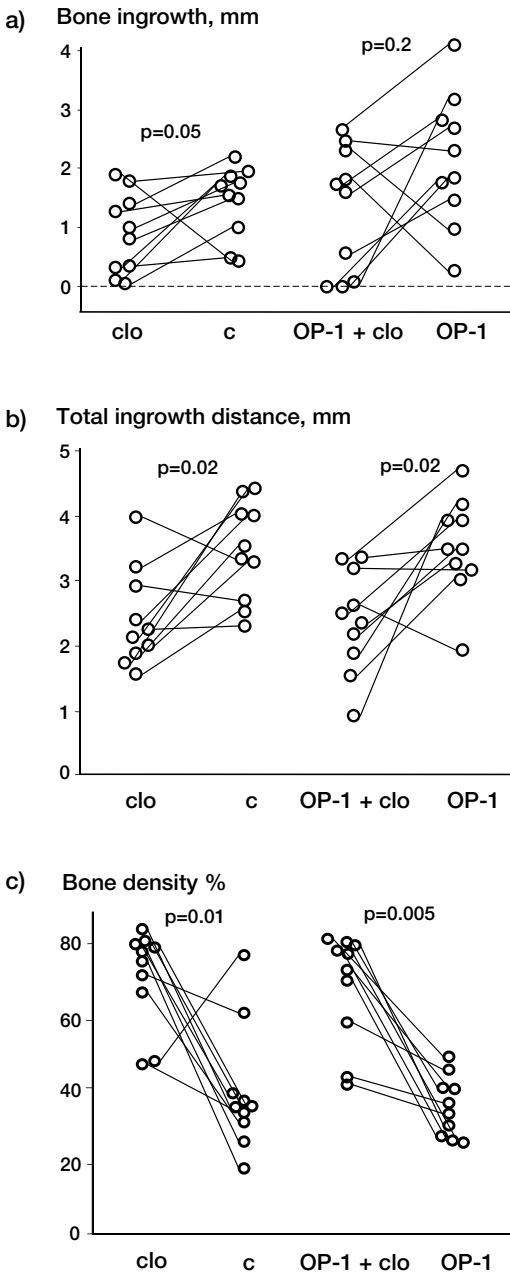 a) Bone ingrowth, mm
4
3
2
1
0
p=0.05
p=0.2
clo c OP-1 + clo OP-1
b) Total ingrowth distance, mm
5
4
3
2
1
0
p=0.02
p=0.02
clo c OP-1 + clo OP-1
c) Bone density %
80
60
40
20
0
p=0.01
p=0.005
clo c OP-1 + clo OP-1